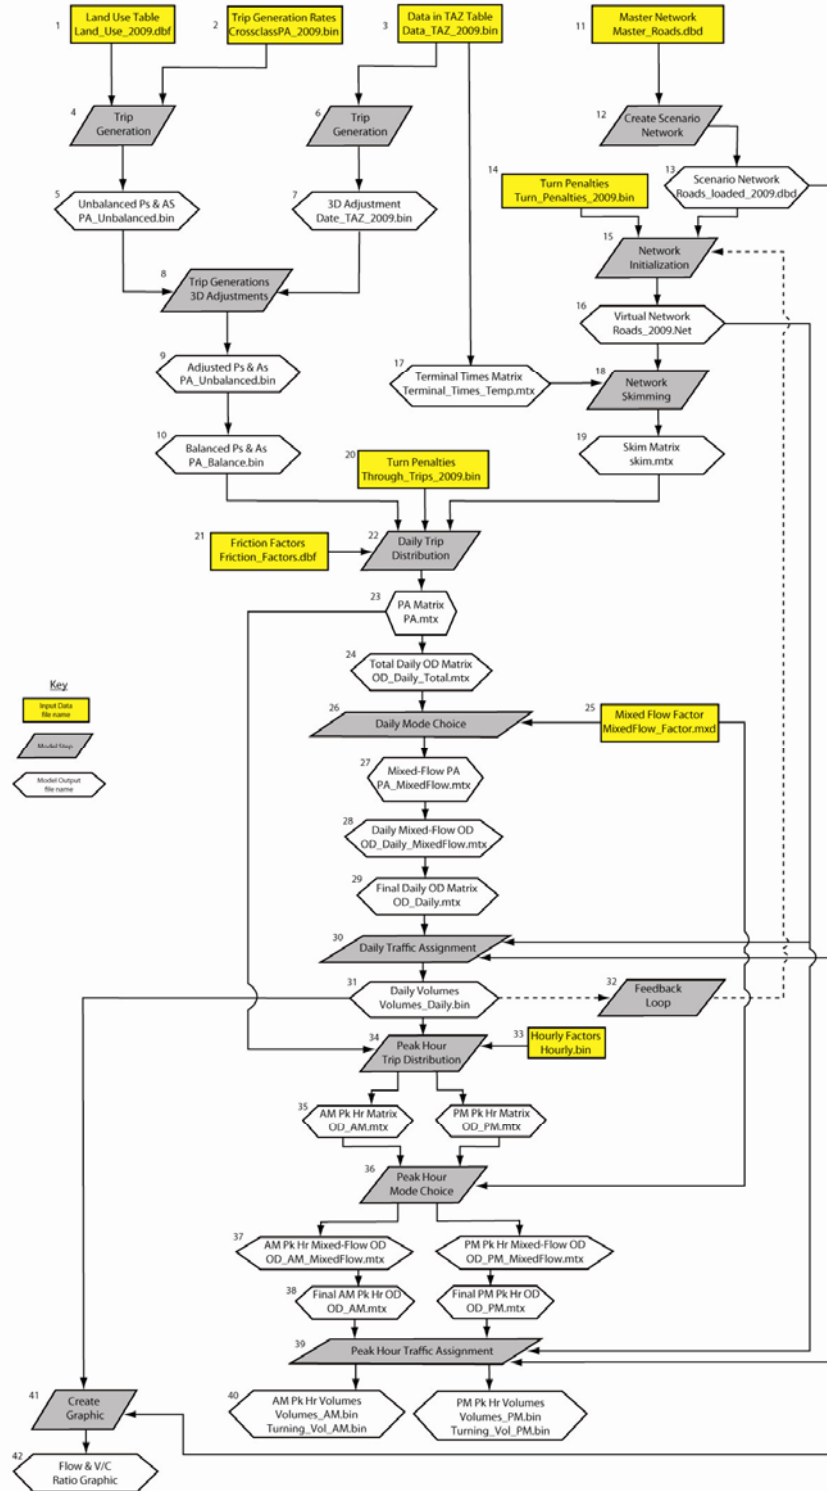 1
Land Use Table
Land_Use_2009.dbf
2
Trip Generation Rates
CrossclassPA_2009.bin
3
Data in TAZ Table
Data_TAZ_2009.bin
11
Master Network
Master_Roads.dbd
4
Trip
Generation
6
Trip
Generation
12
Create Scenario
Network
5
Unbalanced Ps & AS
PA_Unbalanced.bin
7
3D Adjustment
Date_TAZ_2009.bin
14
Turn Penalties
Turn_Penalties_2009.bin
13
Scenario Network
Roads_loaded_2009.dbd
8
Trip Generations
3D Adjustments
15
Network
Initialization
16
Virtual Network
Roads_2009.Net
9
Adjusted Ps & As
PA_Unbalanced.bin
17
Terminal Times Matrix
Terminal_Times_Temp.mtx
18
Network
Skimming
10
Balanced Ps & As
PA_Balance.bin
20
Turn Penalties
Through_Trips_2009.bin
19
Skim Matrix
skim.mtx
21
Friction Factors
Friction_Factors.dbf
22
Daily Trip
Distribution
23
PA Matrix
PA.mtx
24
Total Daily OD Matrix
OD_Daily_Total.mtx
Key
Input Data
file name
Model Step
Model Output
file name
26
Daily Mode Choice
25
Mixed Flow Factor
MixedFlow_Factor.mxd
27
Mixed-Flow PA
PA_MixedFlow.mtx
28
Daily Mixed-Flow OD
OD_Daily_MixedFlow.mtx
29
Final Daily OD Matrix
OD_Daily.mtx
30
Daily Traffic Assignment
31
Daily Volumes
Volumes_Daily.bin
32
Feedback
Loop
34
Peak Hour
Trip Distribution
33
Hourly Factors
Hourly.bin
35
AM Pk Hr Matrix
OD_AM.mtx
PM Pk Hr Matrix
OD_PM.mtx
36
Peak Hour
Mode Choice
37
AM Pk Hr Mixed-Flow OD
OD_AM_MixedFlow.mtx
PM Pk Hr Mixed-Flow OD
OD_PM_MixedFlow.mtx
38
Final AM Pk Hr OD
OD_AM.mtx
Final PM Pk Hr OD
OD_PM.mtx
39
Peak Hour Traffic Assignment
40
AM Pk Hr Volumes
Volumes_AM.bin
Turning_Vol_AM.bin
PM Pk Hr Volumes
Volumes_PM.bin
Turning_Vol_PM.bin
41
Create
Graphic
42
Flow & V/C
Ratio Graphic